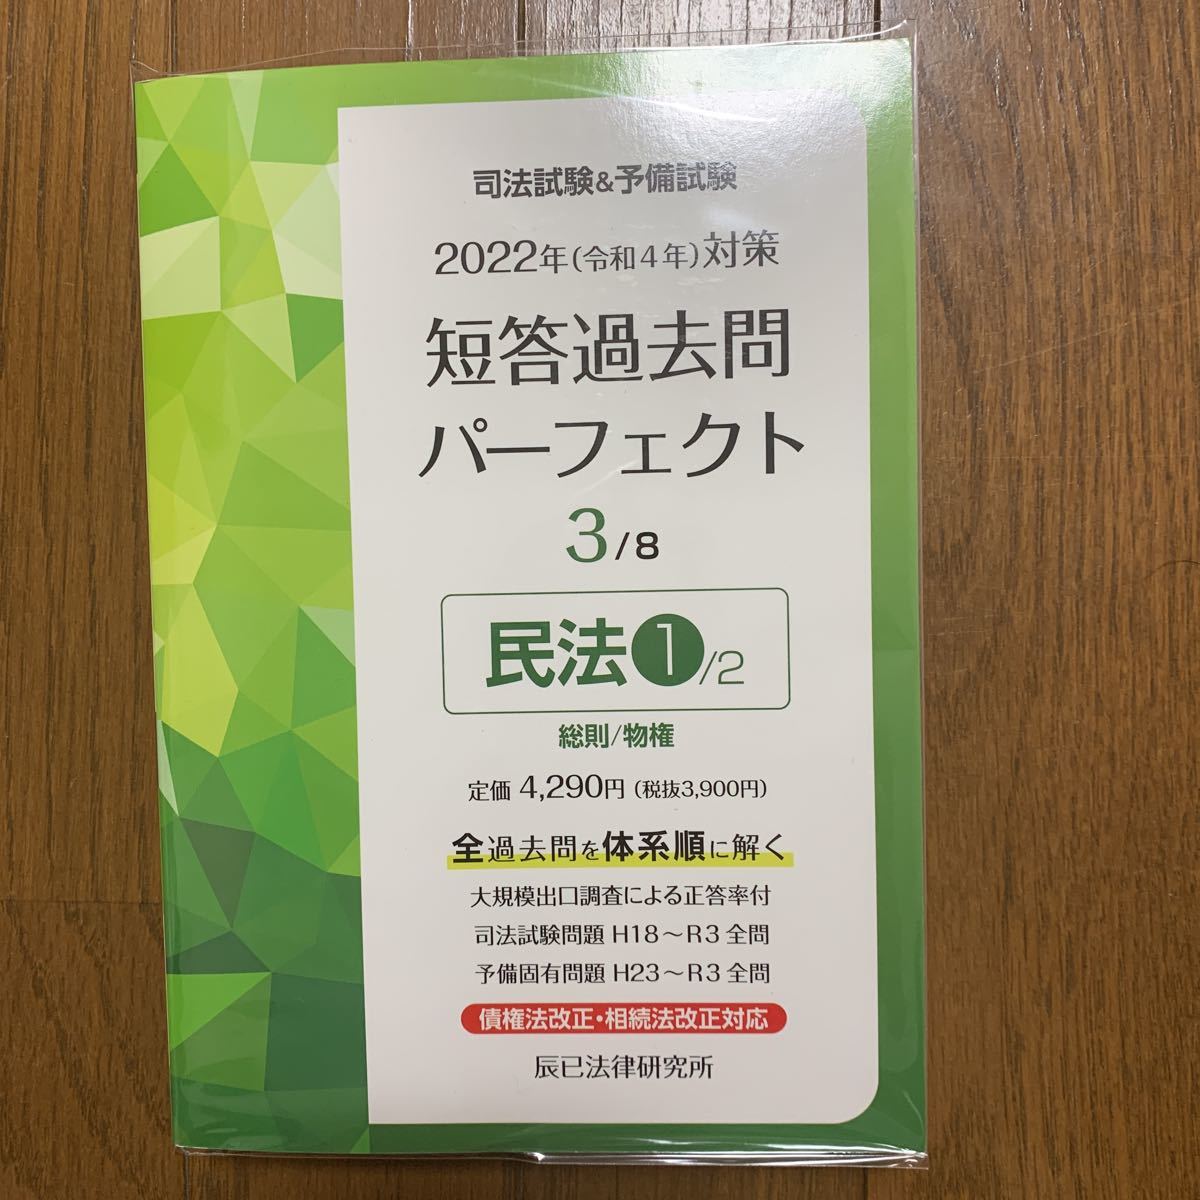 司法試験&予備試験
2022年(令和4年)対策
短答過去問
パーフェクト
3/8
民法❶/2
総則/物権
定価 4,290円 (税抜3,900円)
全過去問を体系順に解く
大規模出口調査による正答率付
司法試験問題 H18～R3 全問
予備固有問題 H23～R3 全問
債権法改正・相続法改正対応
辰已法律研究所